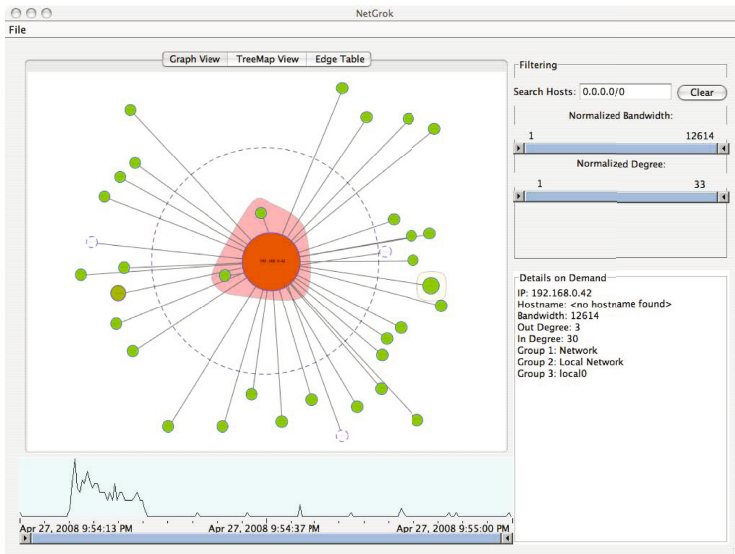 NetGrok
File
Graph View TreeMap View Edge Table
Filtering
Search Hosts: 0.0.0.0/0 Clear
Normalized Bandwidth:
1 12614
Normalized Degree:
1 33
192.168.0.42
Details on Demand
IP: 192.168.0.42
Hostname: <no hostname found>
Bandwidth: 12614
Out Degree: 3
In Degree: 30
Group 1: Network
Group 2: Local Network
Group 3: local0
Apr 27, 2008 9:54:13 PM Apr 27, 2008 9:54:37 PM Apr 27, 2008 9:55:00 PM